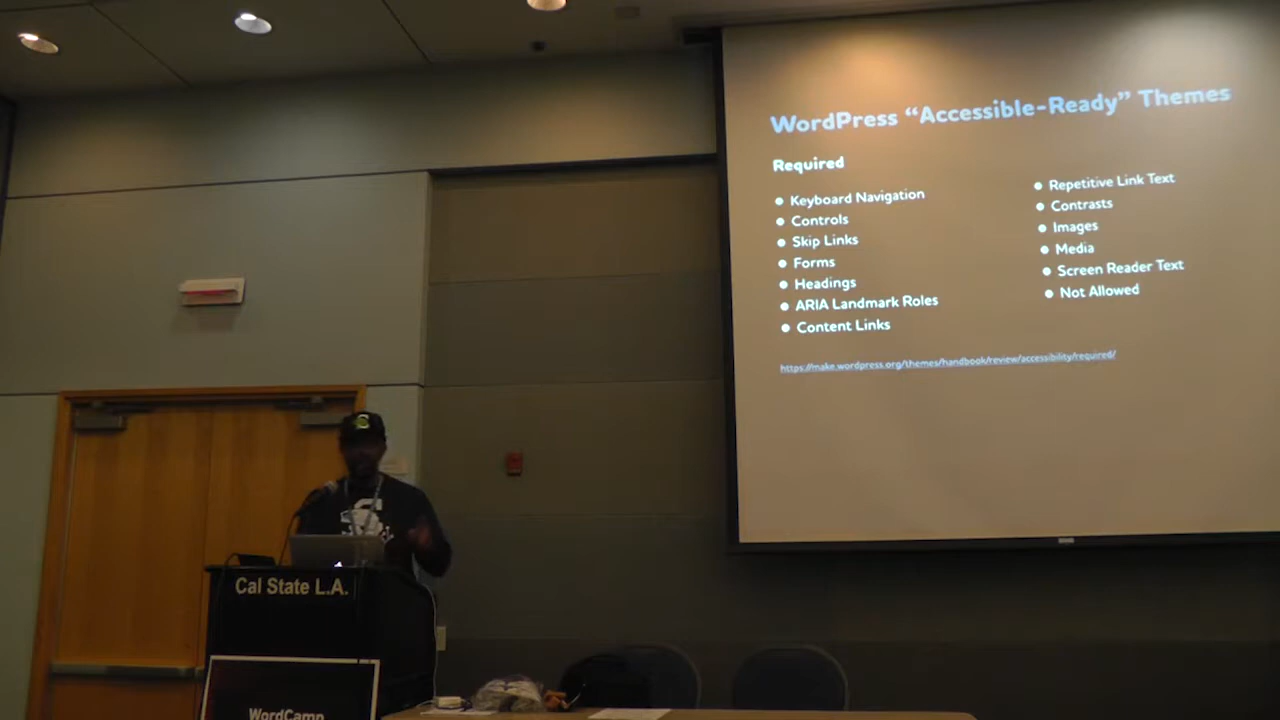 WordPress “Accessible-Ready” Themes
Required
Keyboard Navigation
Controls
Skip Links
Forms
Headings
ARIA Landmark Roles
Content Links
Repetitive Link Text
Contrasts
Images
Media
Screen Reader Text
Not Allowed
https://make.wordpress.org/themes/handbook/review/accessibility/required/
Cal State L.A.
WordCamp